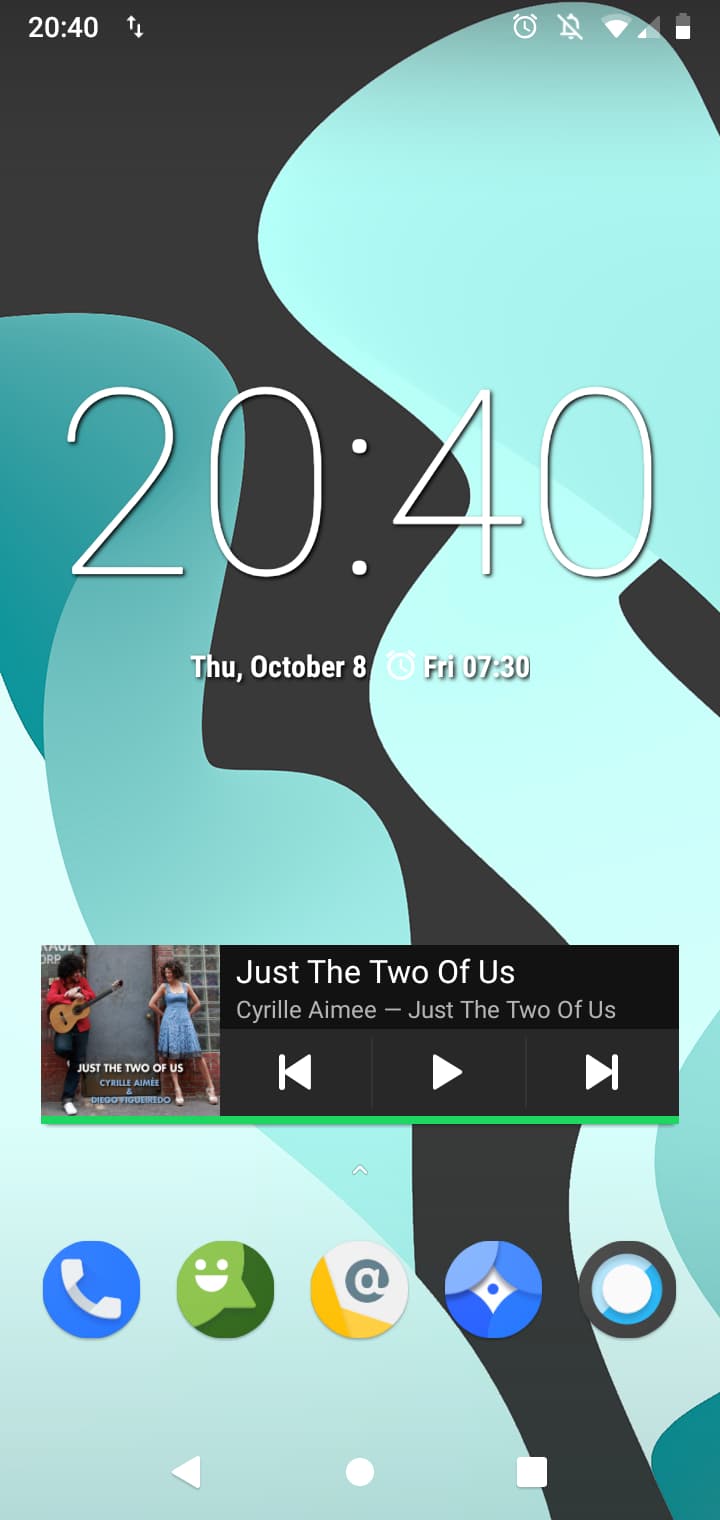 20:40
20:40
Thu, October 8 Fri 07:30
Just The Two Of Us
Cyrille Aimee — Just The Two Of Us
JUST THE TWO OF US
CYRILLE AIMÉE
&
DIEGO FIGUEIREDO
@